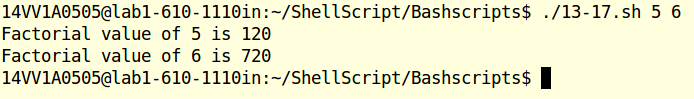 14VV1A0505@lab1-610-1110in:~/ShellScript/Bashscripts$ ./13-17.sh 5 6
Factorial value of 5 is 120
Factorial value of 6 is 720
14VV1A0505@lab1-610-1110in:~/ShellScript/Bashscripts$